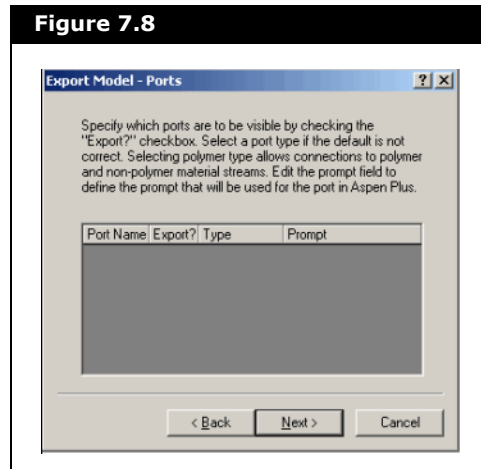 Figure 7.8
Export Model - Ports
? ×
Specify which ports are to be visible by checking the
"Export?" checkbox. Select a port type if the default is not
correct. Selecting polymer type allows connections to polymer
and non-polymer material streams. Edit the prompt field to
define the prompt that will be used for the port in Aspen Plus.
Port Name Export? Type Prompt
< Back Next > Cancel